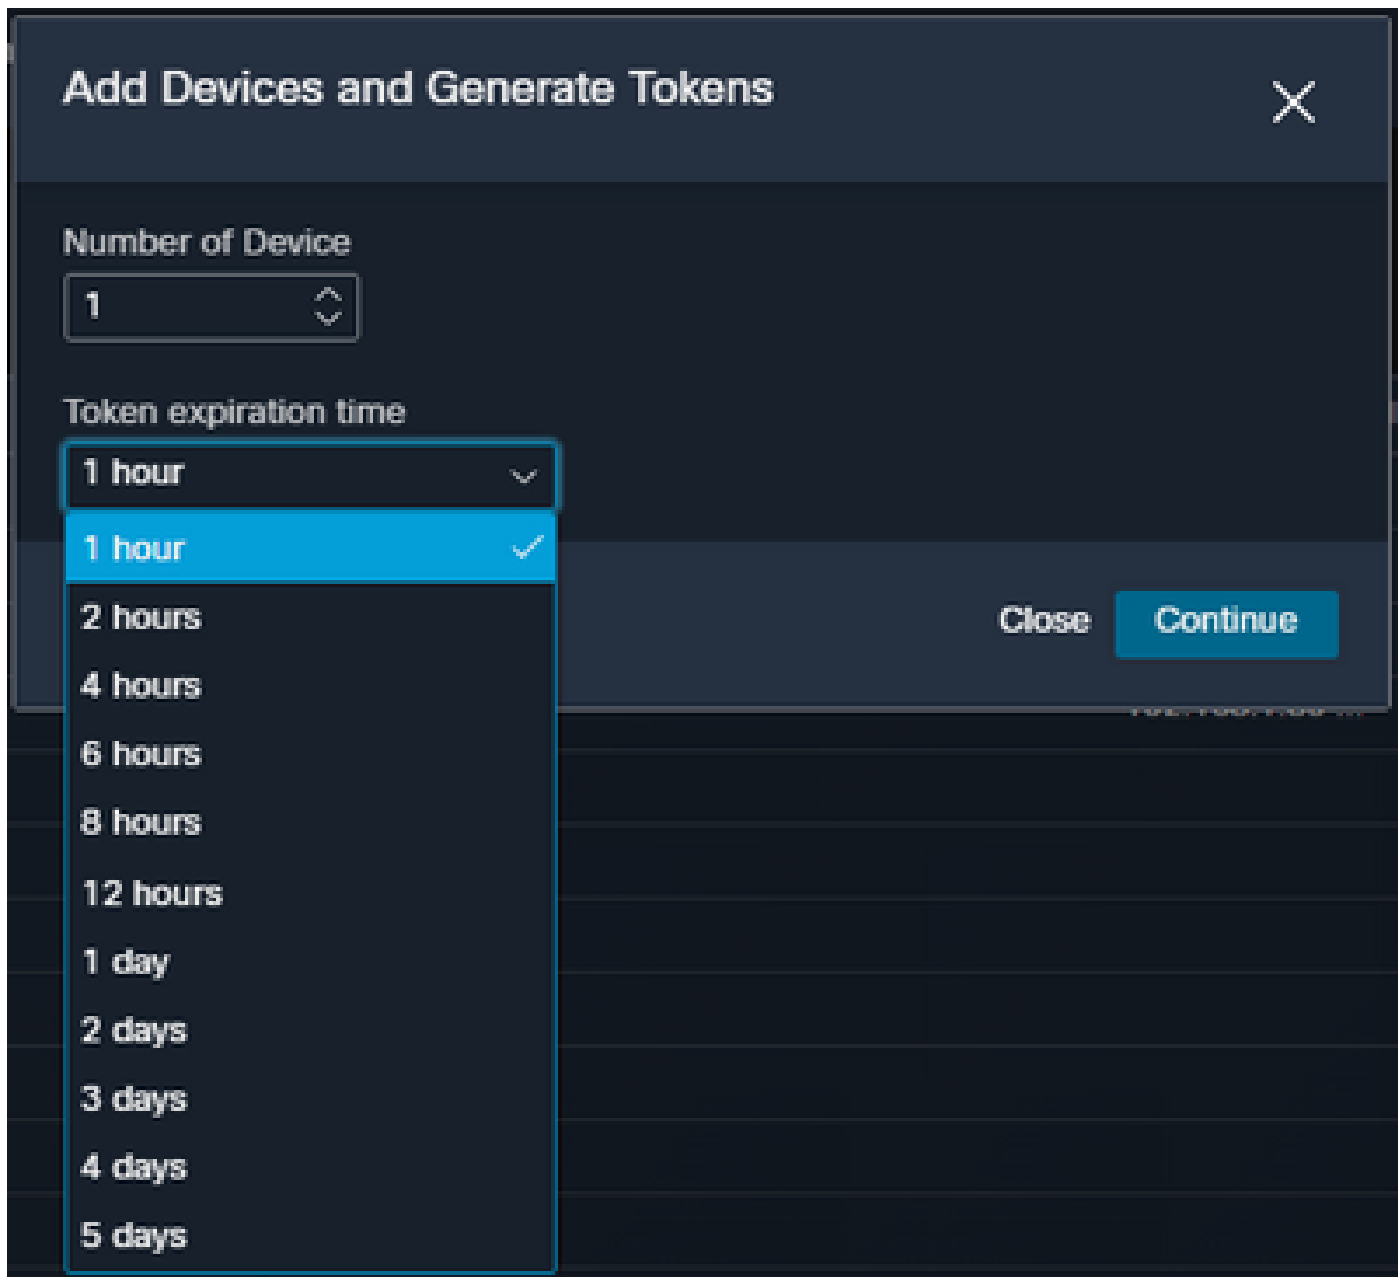 Add Devices and Generate Tokens
Number of Device
1
Token expiration time
1 hour
1 hour
2 hours
4 hours
6 hours
8 hours
12 hours
1 day
2 days
3 days
4 days
5 days
Close Continue